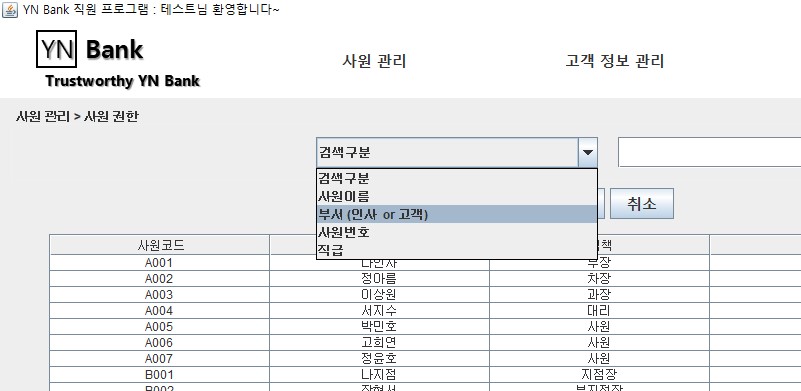 YN Bank 직원 프로그램 : 테스트님 환영합니다~
YN Bank
Trustworthy YN Bank
사원 관리
고객 정보 관리
사원 관리 > 사원 권한
검색구분
검색구분
사원이름
부서 (인사 or 고객)
사원번호
직급
취소
사원코드
A001 나인사 부장
A002 정아름 차장
A003 이상원 과장
A004 서지수 대리
A005 박민호 사원
A006 고희연 사원
A007 정윤호 사원
B001 나지점 지점장
B002